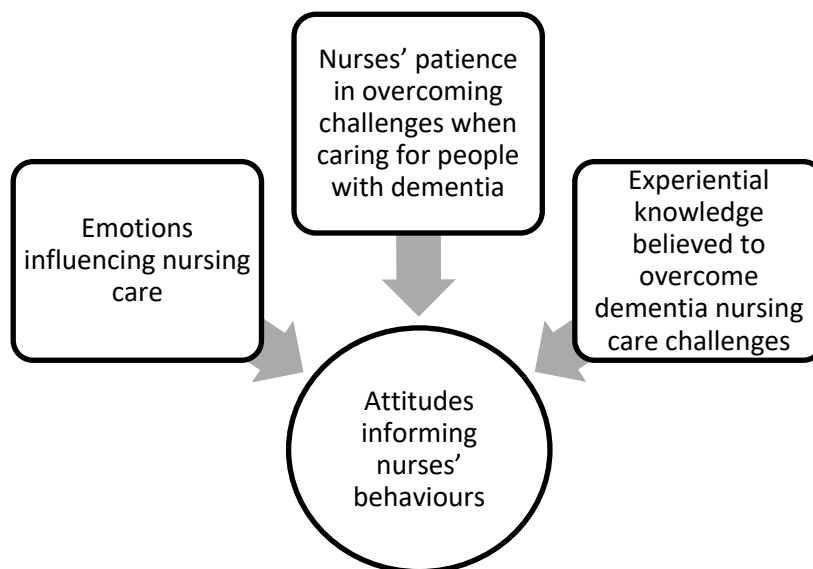 Nurses’ patience
in overcoming
challenges when
caring for people
with dementia
Emotions
influencing nursing
care
Experiential
knowledge
believed to
overcome
dementia nursing
care challenges
Attitudes
informing
nurses’
behaviours